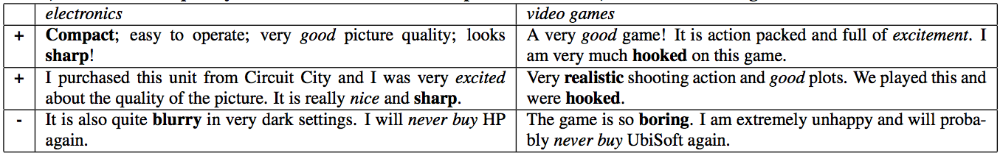 electronics video games
+ Compact; easy to operate; very good picture quality; looks A very good game! It is action packed and full of excitement. I
sharp! am very much hooked on this game.
+ I purchased this unit from Circuit City and I was very excited Very realistic shooting action and good plots. We played this and
about the quality of the picture. It is really nice and sharp. were hooked.
- It is also quite blurry in very dark settings. I will never buy HP The game is so boring. I am extremely unhappy and will proba-
again. bly never buy UbiSoft again.